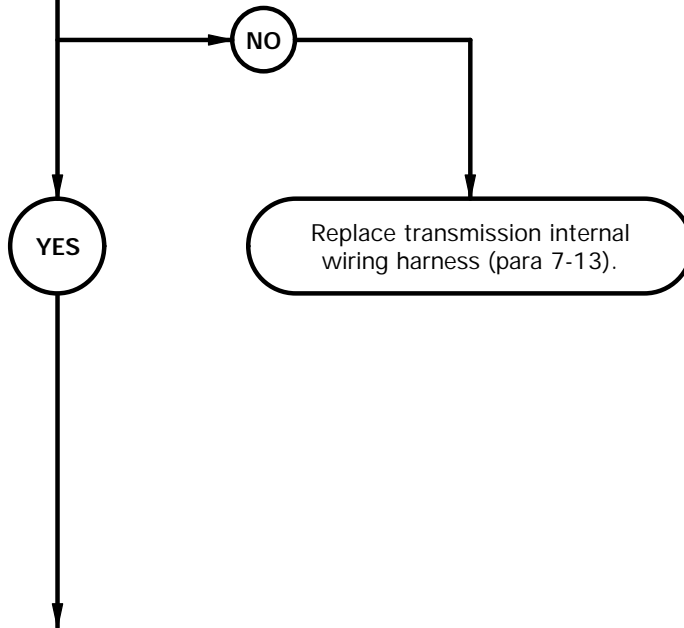 NO
YES
Replace transmission internal
wiring harness (para 7-13).